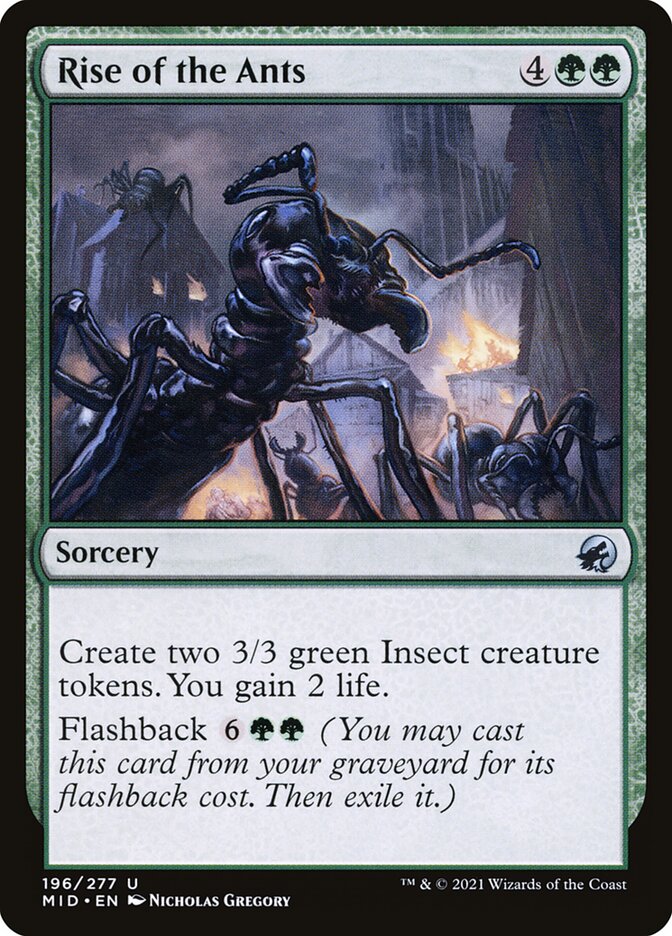 Rise of the Ants 4
Sorcery
Create two 3/3 green Insect creature
tokens. You gain 2 life.
Flashback 6 (You may cast
this card from your graveyard for its
flashback cost. Then exile it.)
196/277 U ™ & © 2021 Wizards of the Coast
MID • EN Nicholas Gregory